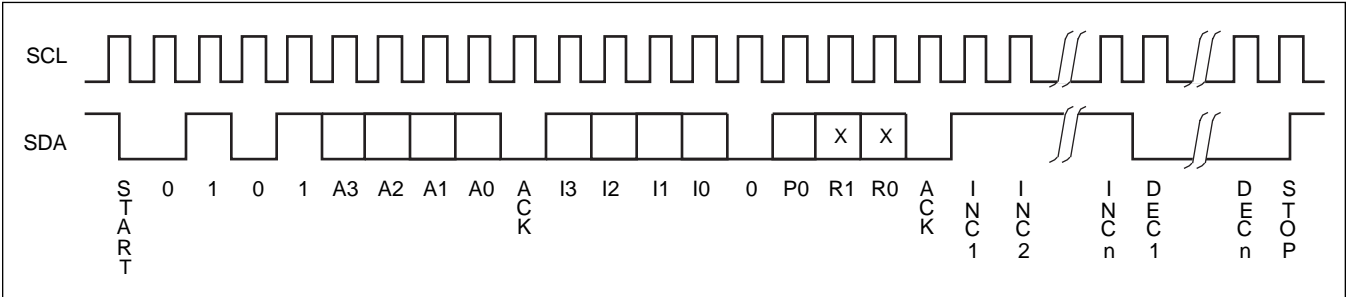 SCL
SDA
X X
START 0 1 0 1 A3 A2 A1 A0 ACK I3 I2 I1 I0 0 P0 R1 R0 ACK INC1 INC2 INCn DEC1 DECn STOP